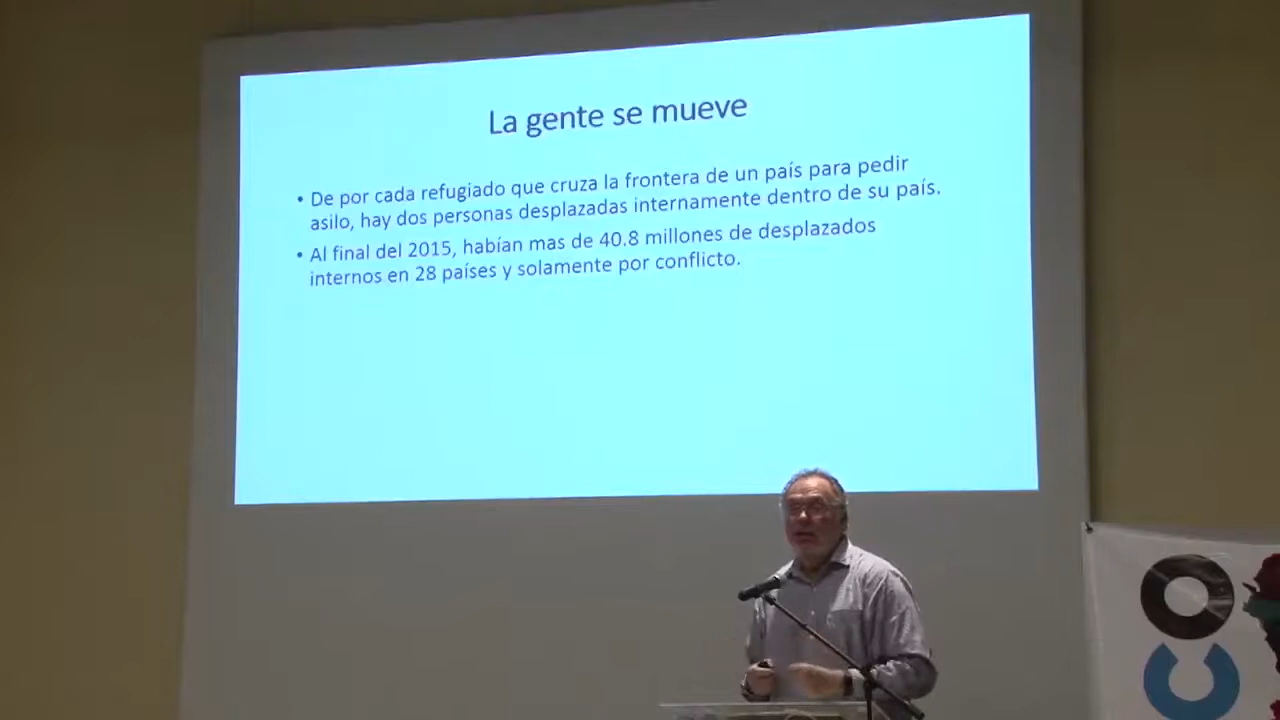 La gente se mueve
• De por cada refugiado que cruza la frontera de un país para pedir
asilo, hay dos personas desplazadas internamente dentro de su país.
• Al final del 2015, habían mas de 40.8 millones de desplazados
internos en 28 países y solamente por conflicto.